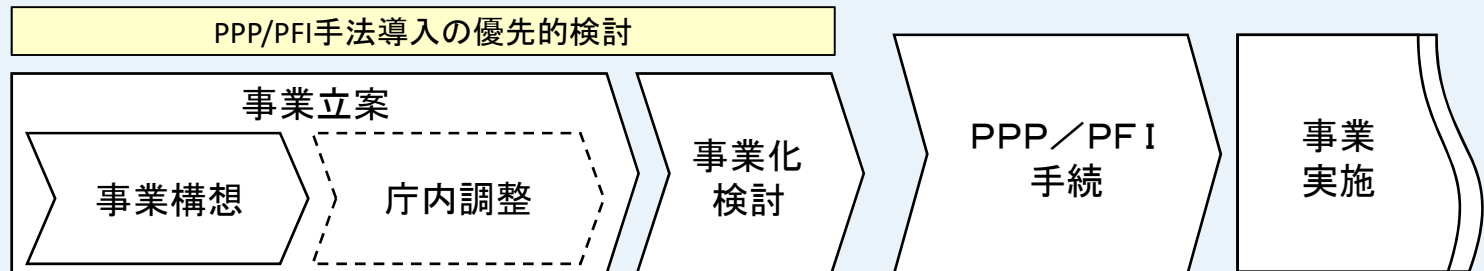 PPP/PFI手法導入の優先的検討
事業立案
事業構想
庁内調整
事業化
検討
ＰＰＰ／ＰＦＩ
手続
事業
実施